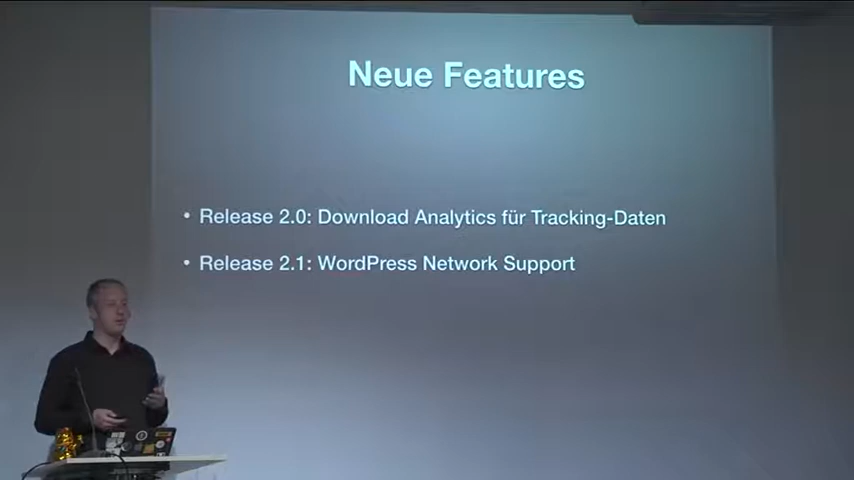 Neue Features
• Release 2.0: Download Analytics für Tracking-Daten
• Release 2.1: WordPress Network Support